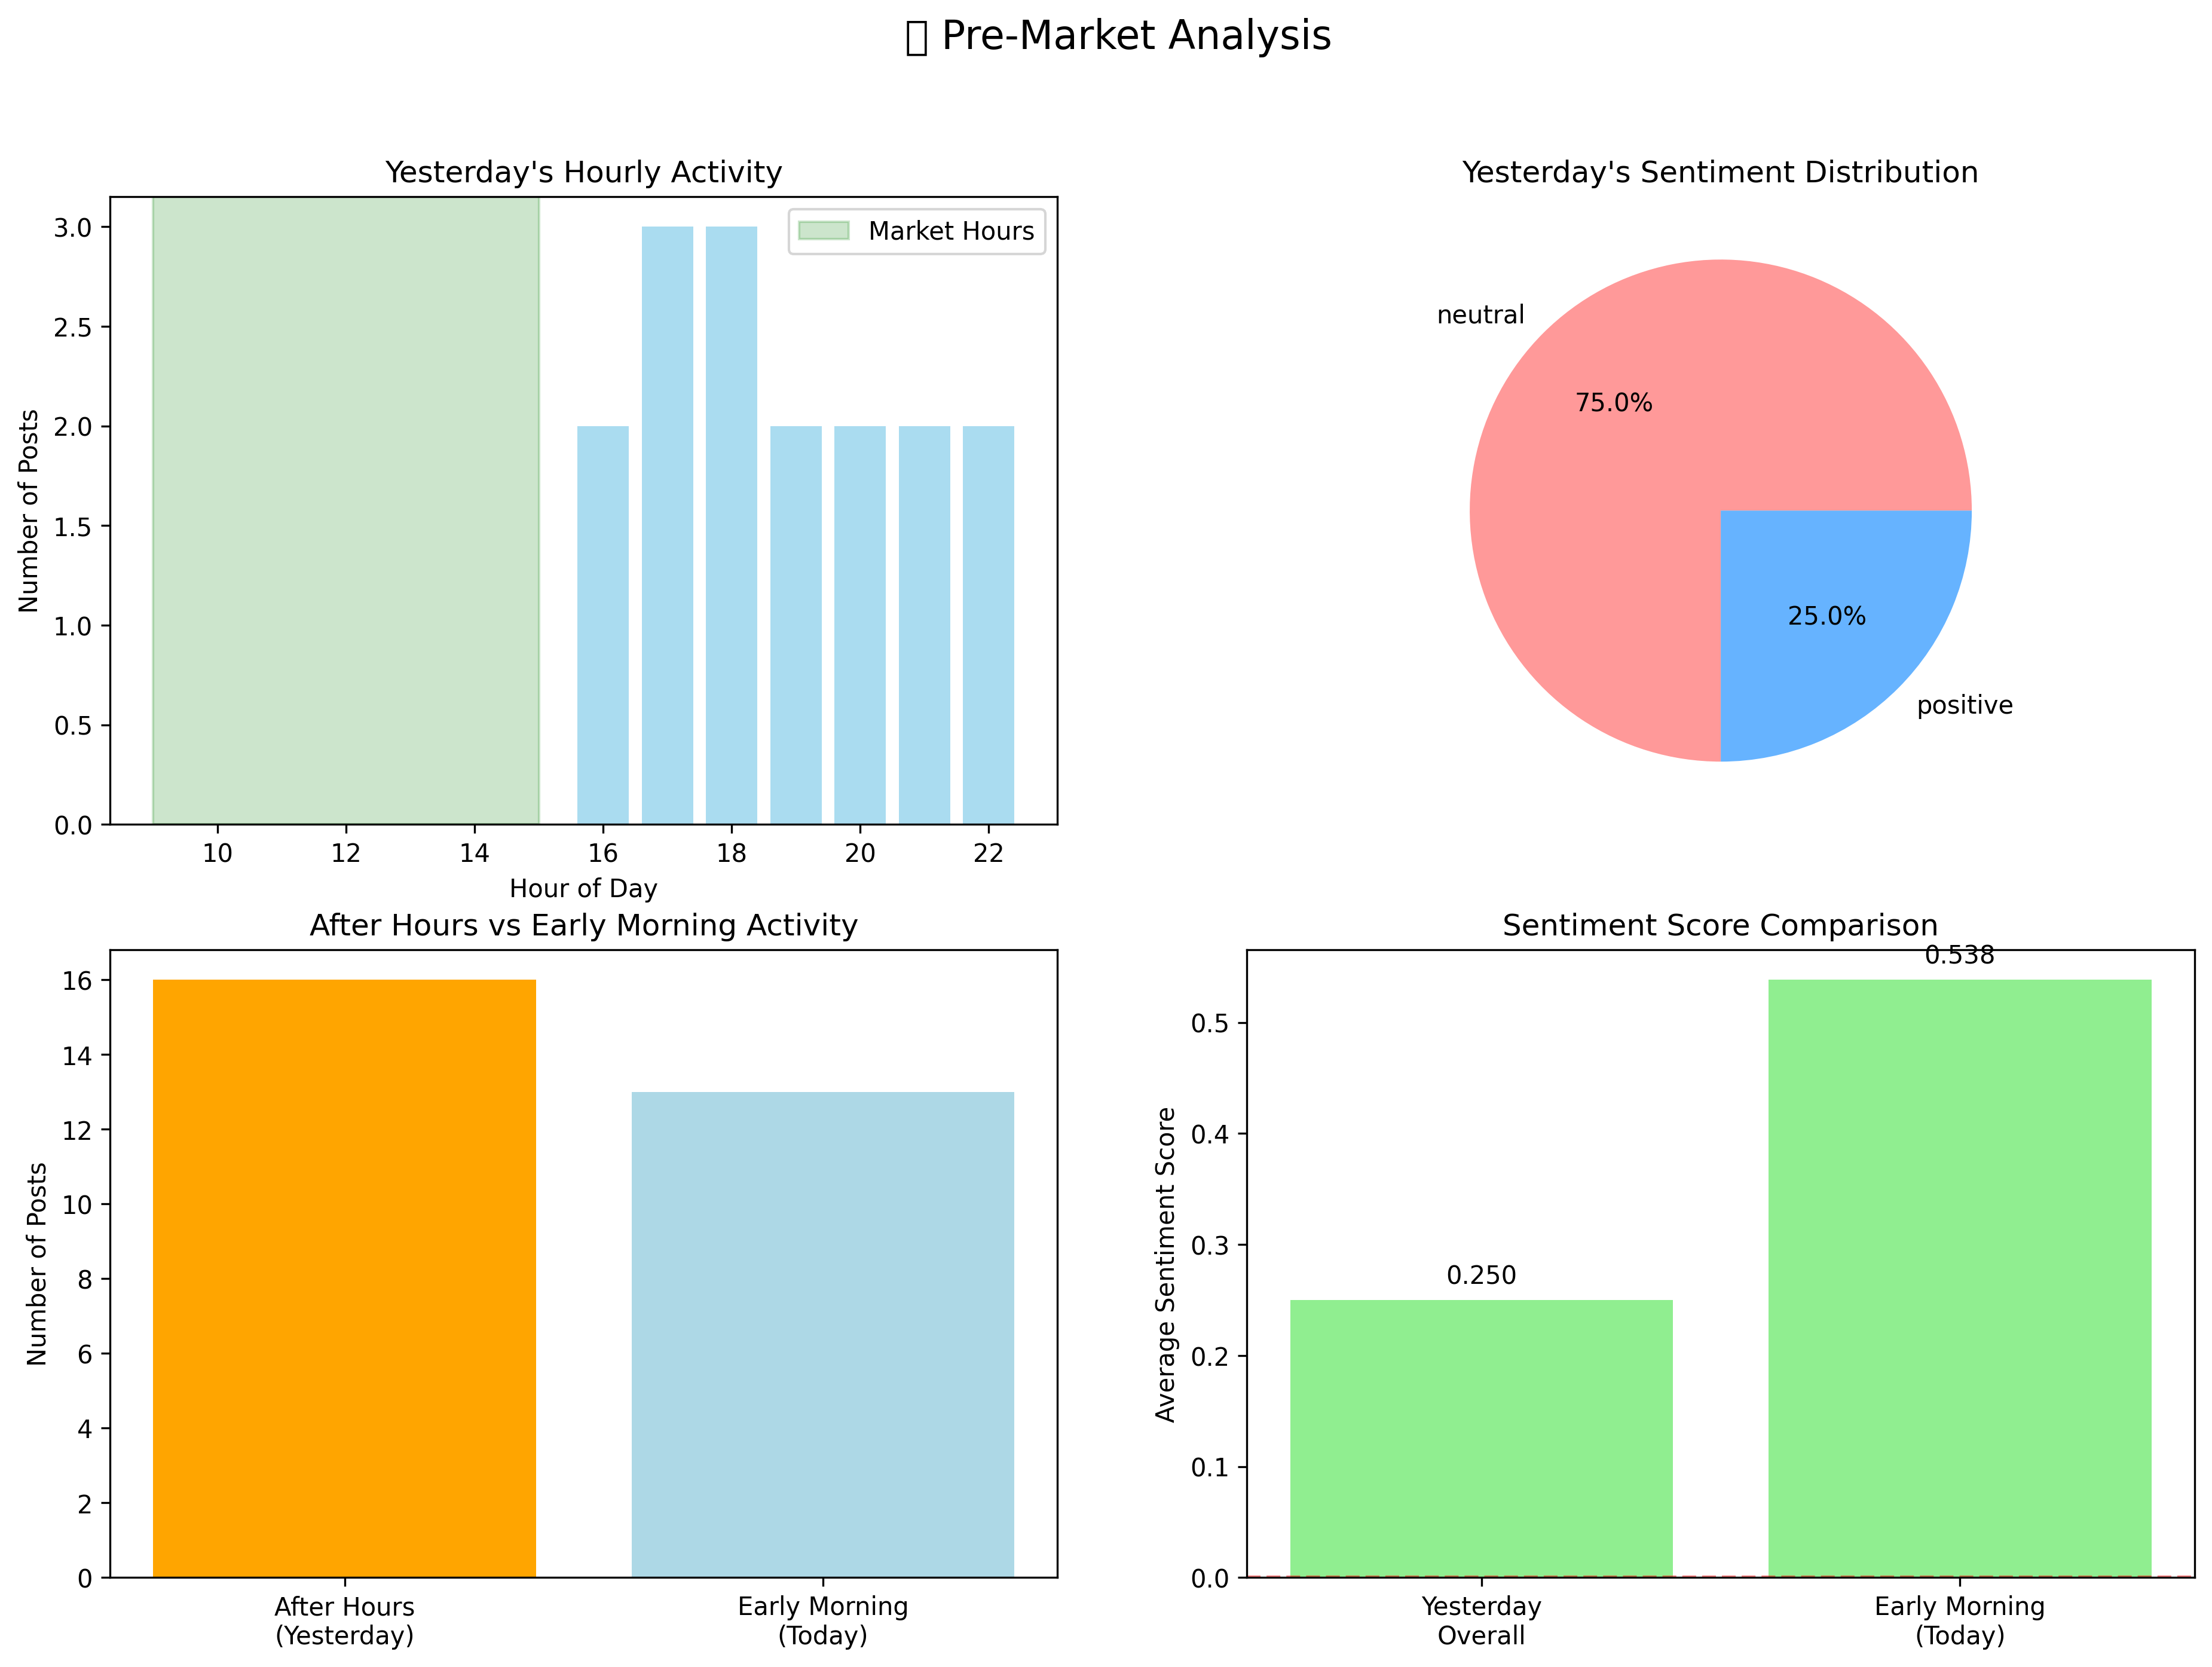 ▯ Pre-Market Analysis
Yesterday's Hourly Activity
Market Hours
Number of Posts
3.0
2.5
2.0
1.5
1.0
0.5
0.0
10 12 14 16 18 20 22
Hour of Day
Yesterday's Sentiment Distribution
neutral
75.0%
25.0%
positive
After Hours vs Early Morning Activity
Number of Posts
16
14
12
10
8
6
4
2
0
After Hours
(Yesterday)
Early Morning
(Today)
Sentiment Score Comparison
Average Sentiment Score
0.538
0.250
0.5
0.4
0.3
0.2
0.1
0.0
Yesterday
Overall
Early Morning
(Today)